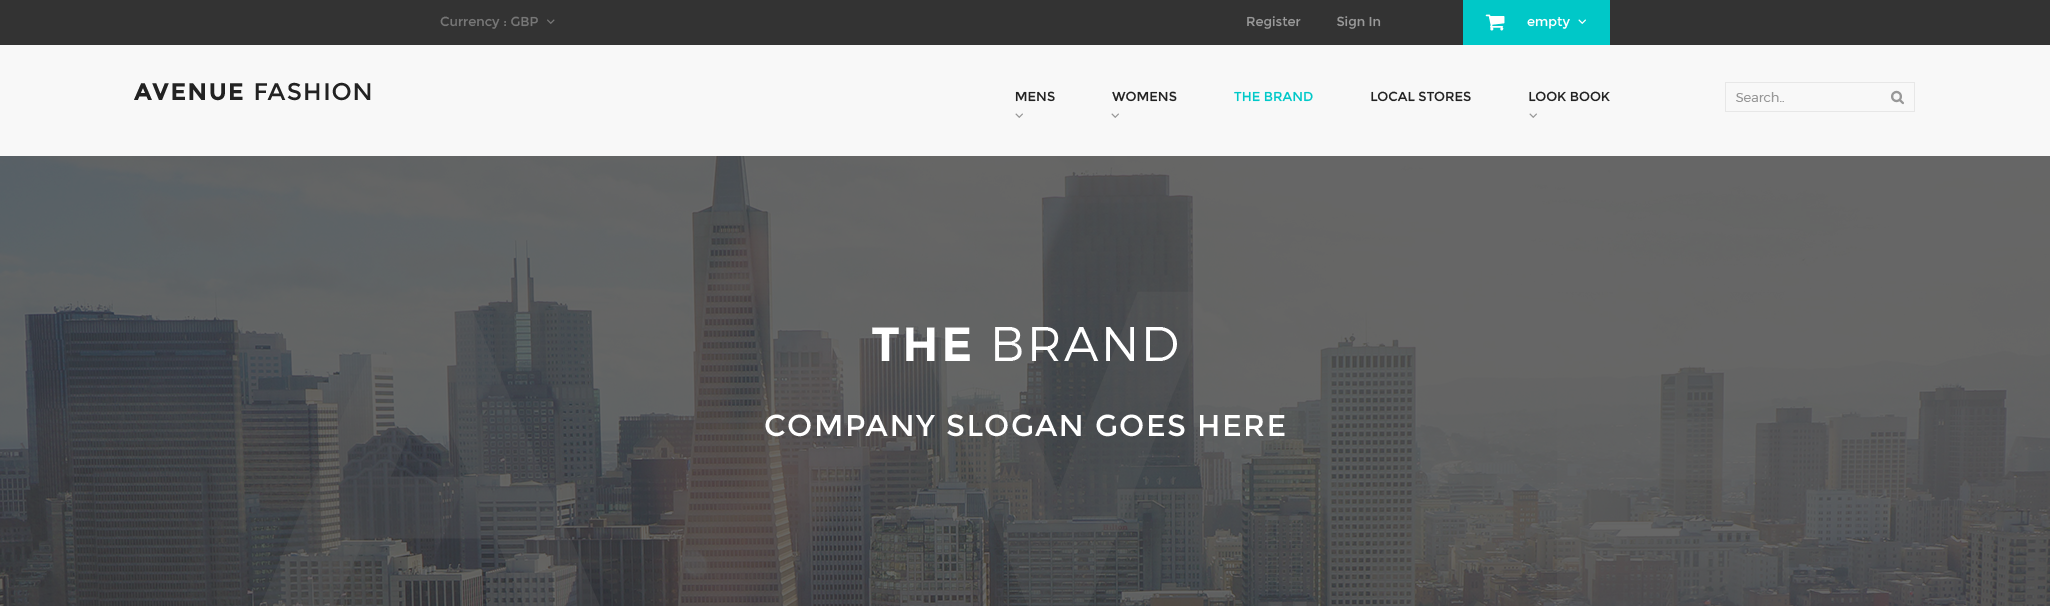 Currency : GBP
Register
Sign In
empty
AVENUE FASHION
MENS
WOMENS
THE BRAND
LOCAL STORES
LOOK BOOK
Search..
THE BRAND
COMPANY SLOGAN GOES HERE